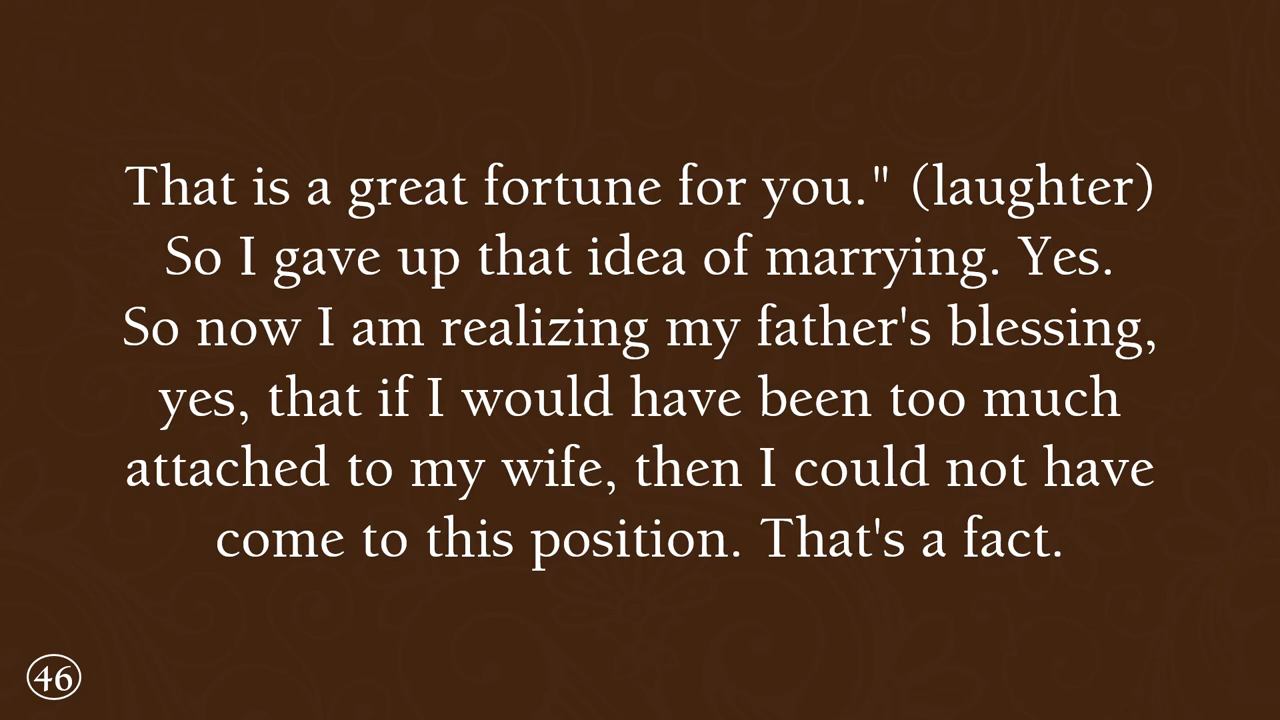 That is a great fortune for you." (laughter)
So I gave up that idea of marrying. Yes.
So now I am realizing my father's blessing,
yes, that if I would have been too much
attached to my wife, then I could not have
come to this position. That's a fact.
46